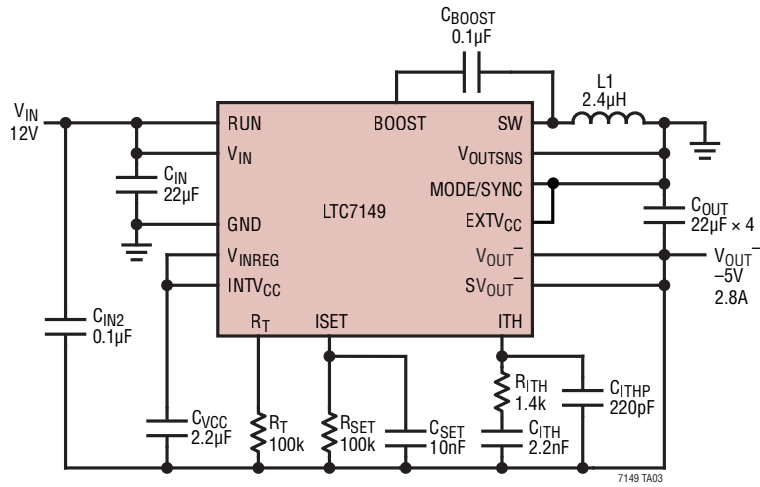 CBOOST
0.1µF
L1
2.4µH
VIN
12V
RUN
BOOST
SW
VIN
VOUTSNS
CIN
22µF
MODE/SYNC
LTC7149
EXTVCC
COUT
22µF × 4
GND
VINREG
VOUT–
VOUT–
–5V
2.8A
INTVCC
SVOUT–
CIN2
0.1µF
RT
ISET
ITH
RITH
1.4k
CITHP
220pF
CVCC
2.2µF
RT
100k
RSET
100k
CSET
10nF
CITH
2.2nF
7149 TA03